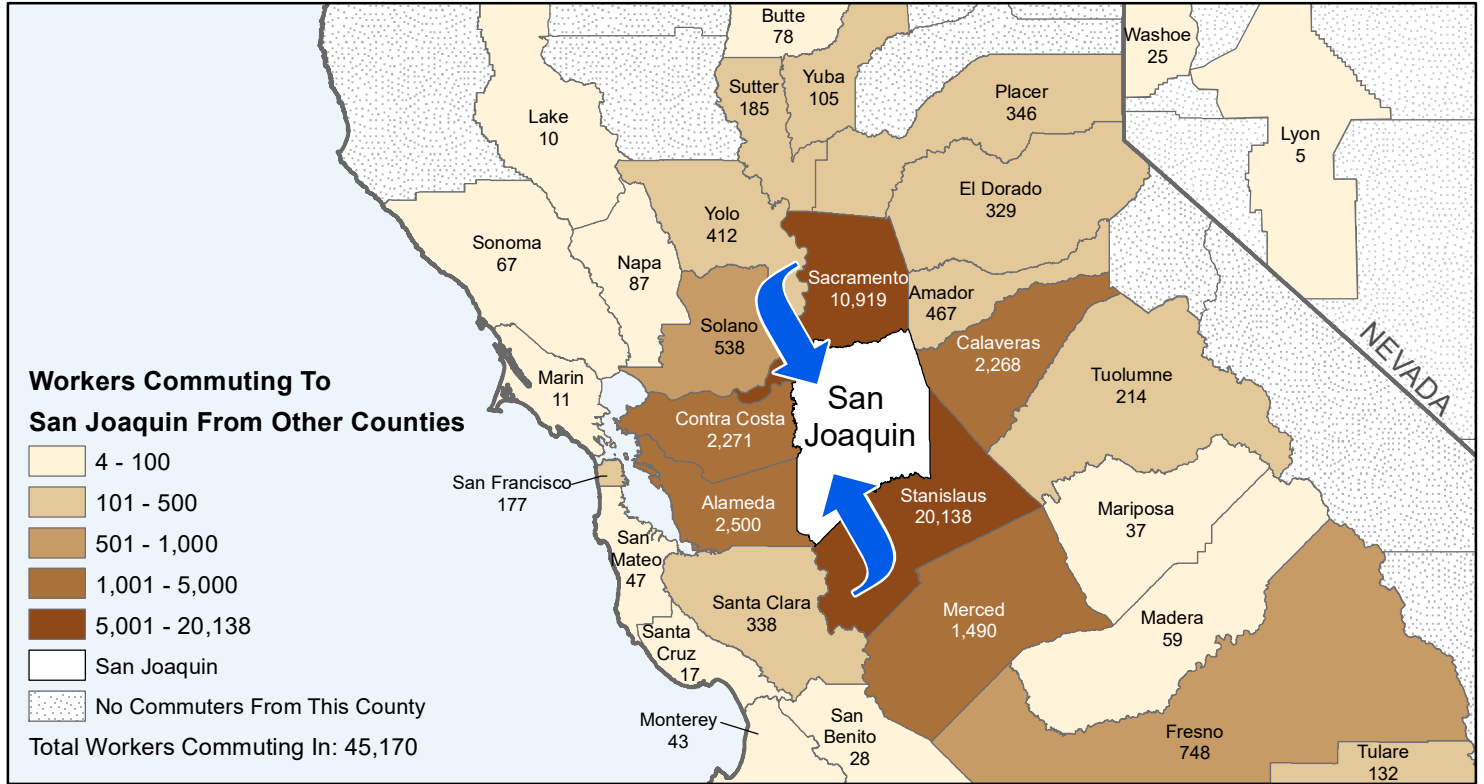 Butte
78
Washoe
25
Sutter
185
Yuba
105
Placer
346
Lake
10
Lyon
5
El Dorado
329
Yolo
412
Sonoma
67
Napa
87
Sacramento
10,919
Amador
467
Solano
538
Calaveras
2,268
NEVADA
Marin
11
Tuolumne
214
Contra Costa
2,271
San
Joaquin
San Francisco
177
Alameda
2,500
Stanislaus
20,138
Mariposa
37
San
Mateo
47
Santa Clara
338
Merced
1,490
Madera
59
Santa
Cruz
17
Monterey
43
San
Benito
28
Fresno
748
Tulare
132
Workers Commuting To
San Joaquin From Other Counties
4 - 100
101 - 500
501 - 1,000
1,001 - 5,000
5,001 - 20,138
San Joaquin
No Commuters From This County
Total Workers Commuting In: 45,170